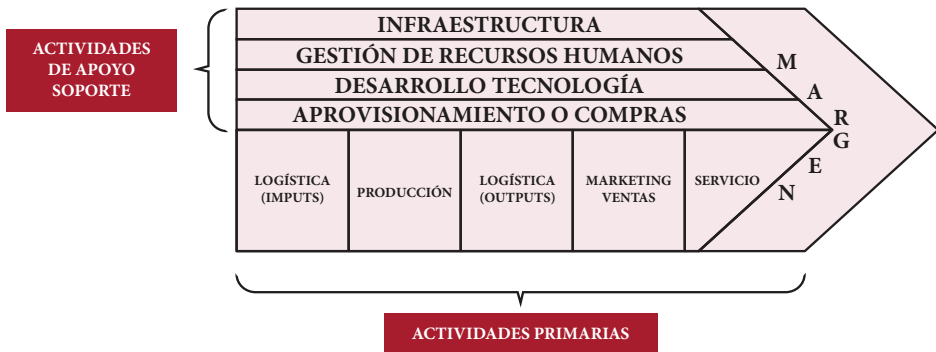 ACTIVIDADES
DE APOYO
SOPORTE
INFRAESTRUCTURA
GESTIÓN DE RECURSOS HUMANOS
DESARROLLO TECNOLOGÍA
APROVISIONAMIENTO O COMPRAS
MARGEN
LOGÍSTICA
(IMPUTS)
PRODUCCIÓN
LOGÍSTICA
(OUTPUTS)
MARKETING
VENTAS
SERVICIO
ACTIVIDADES PRIMARIAS